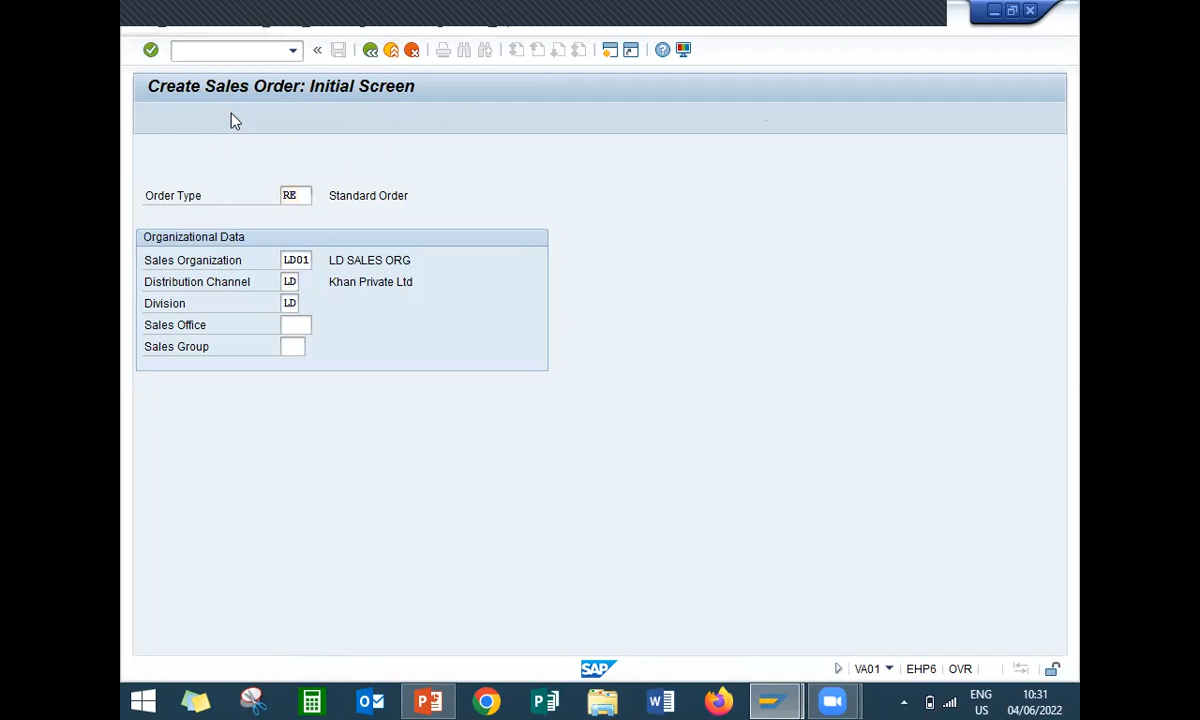 Create Sales Order: Initial Screen
Order Type RE Standard Order
Organizational Data
Sales Organization LD01 LD SALES ORG
Distribution Channel LD Khan Private Ltd
Division LD
Sales Office
Sales Group
SAP
VA01 EHP6 OVR
ENG 10:31
US 04/06/2022